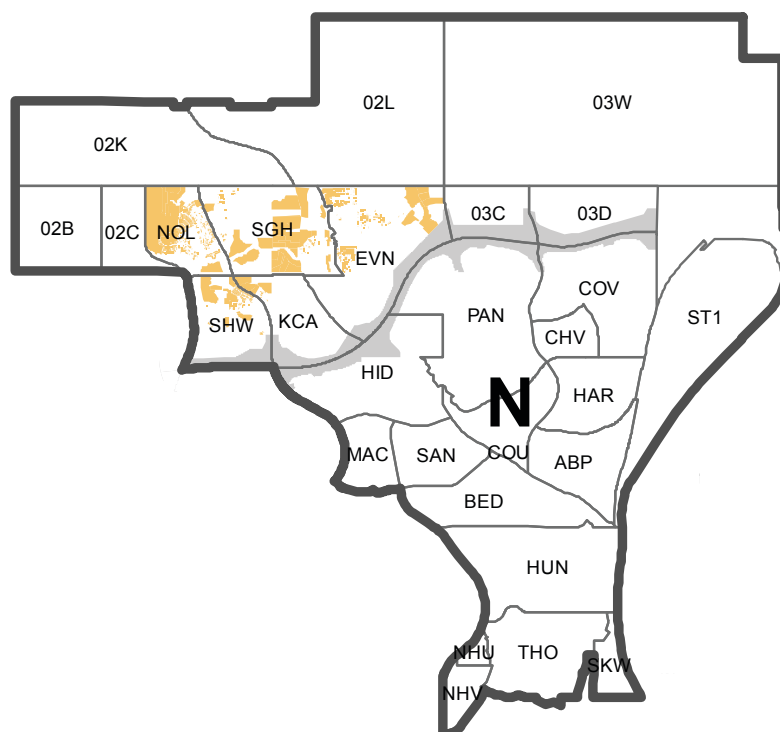 02L
03W
02K
02B
02C
NOL
SGH
EVN
03C
03D
COV
ST1
SHW
KCA
PAN
CHV
HID
HAR
N
MAC
SAN
COU
ABP
BED
HUN
NHU
THO
SKW
NHV